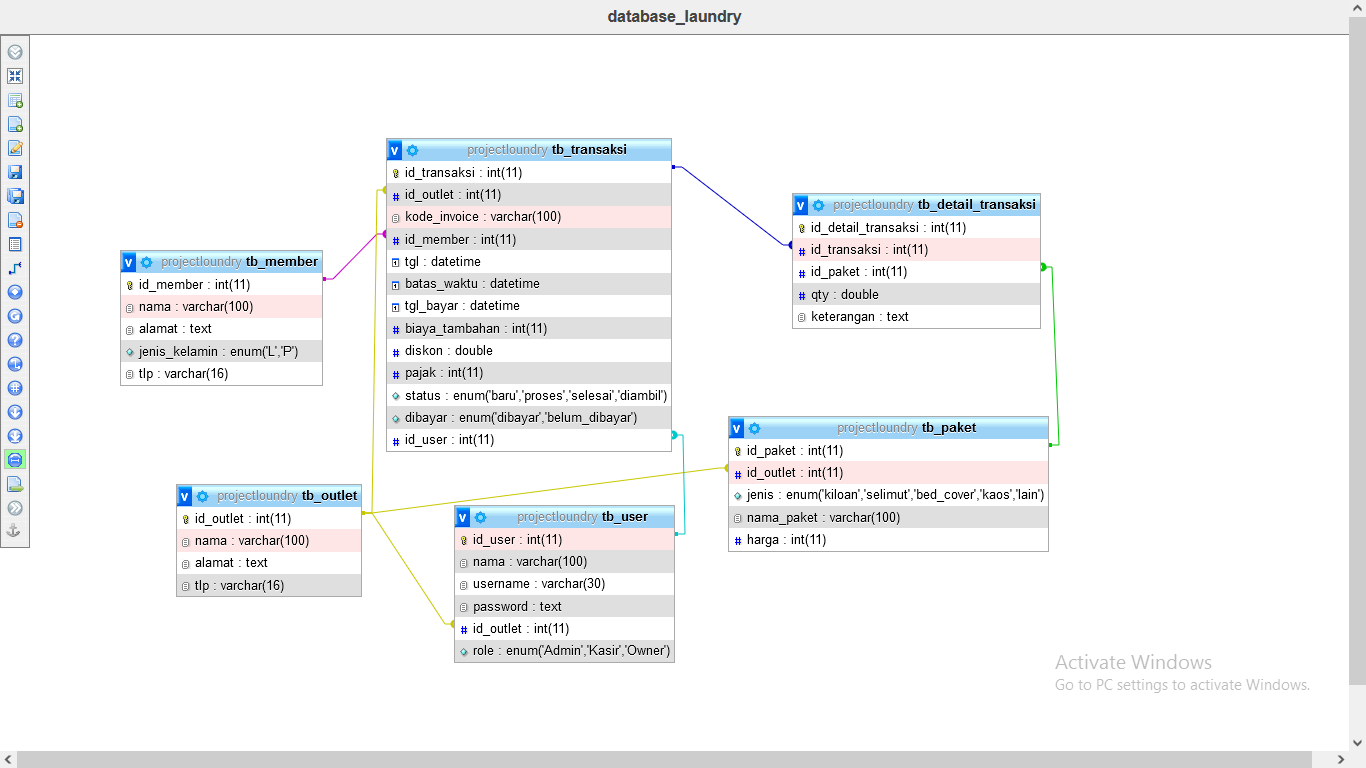 database_laundry
projectloundry tb_transaksi
id_transaksi : int(11)
id_outlet : int(11)
kode_invoice : varchar(100)
id_member : int(11)
tgl : datetime
batas_waktu : datetime
tgl_bayar : datetime
biaya_tambahan : int(11)
diskon : double
pajak : int(11)
status : enum('baru','proses','selesai','diambil')
dibayar : enum('dibayar','belum_dibayar')
id_user : int(11)
projectloundry tb_detail_transaksi
id_detail_transaksi : int(11)
id_transaksi : int(11)
id_paket : int(11)
qty : double
keterangan : text
projectloundry tb_member
id_member : int(11)
nama : varchar(100)
alamat : text
jenis_kelamin : enum('L','P')
tlp : varchar(16)
projectloundry tb_paket
id_paket : int(11)
id_outlet : int(11)
jenis : enum('kiloan','selimut','bed_cover','kaos','lain')
nama_paket : varchar(100)
harga : int(11)
projectloundry tb_outlet
id_outlet : int(11)
nama : varchar(100)
alamat : text
tlp : varchar(16)
projectloundry tb_user
id_user : int(11)
nama : varchar(100)
username : varchar(30)
password : text
id_outlet : int(11)
role : enum('Admin','Kasir','Owner')
Activate Windows
Go to PC settings to activate Windows.